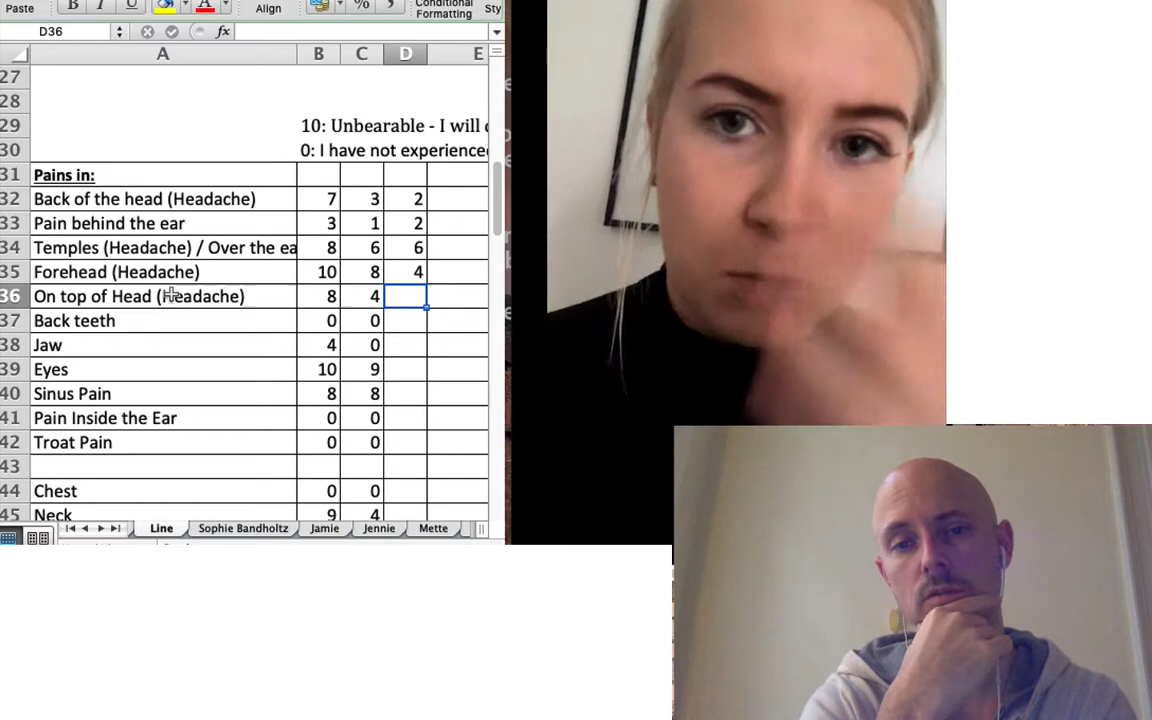 Paste B I U A Align % Conditional Formatting Sty
D36 fx
A B C D E
27
28
29 10: Unbearable - I will
30 0: I have not experienced
31 Pains in:
32 Back of the head (Headache) 7 3 2
33 Pain behind the ear 3 1 2
34 Temples (Headache) / Over the ea 8 6 6
35 Forehead (Headache) 10 8 4
36 On top of Head (Headache) 8 4
37 Back teeth 0 0
38 Jaw 4 0
39 Eyes 10 9
40 Sinus Pain 8 8
41 Pain Inside the Ear 0 0
42 Troat Pain 0 0
43
44 Chest 0 0
45 Neck 9 4
Line Sophie Bandholtz Jamie Jennie Mette